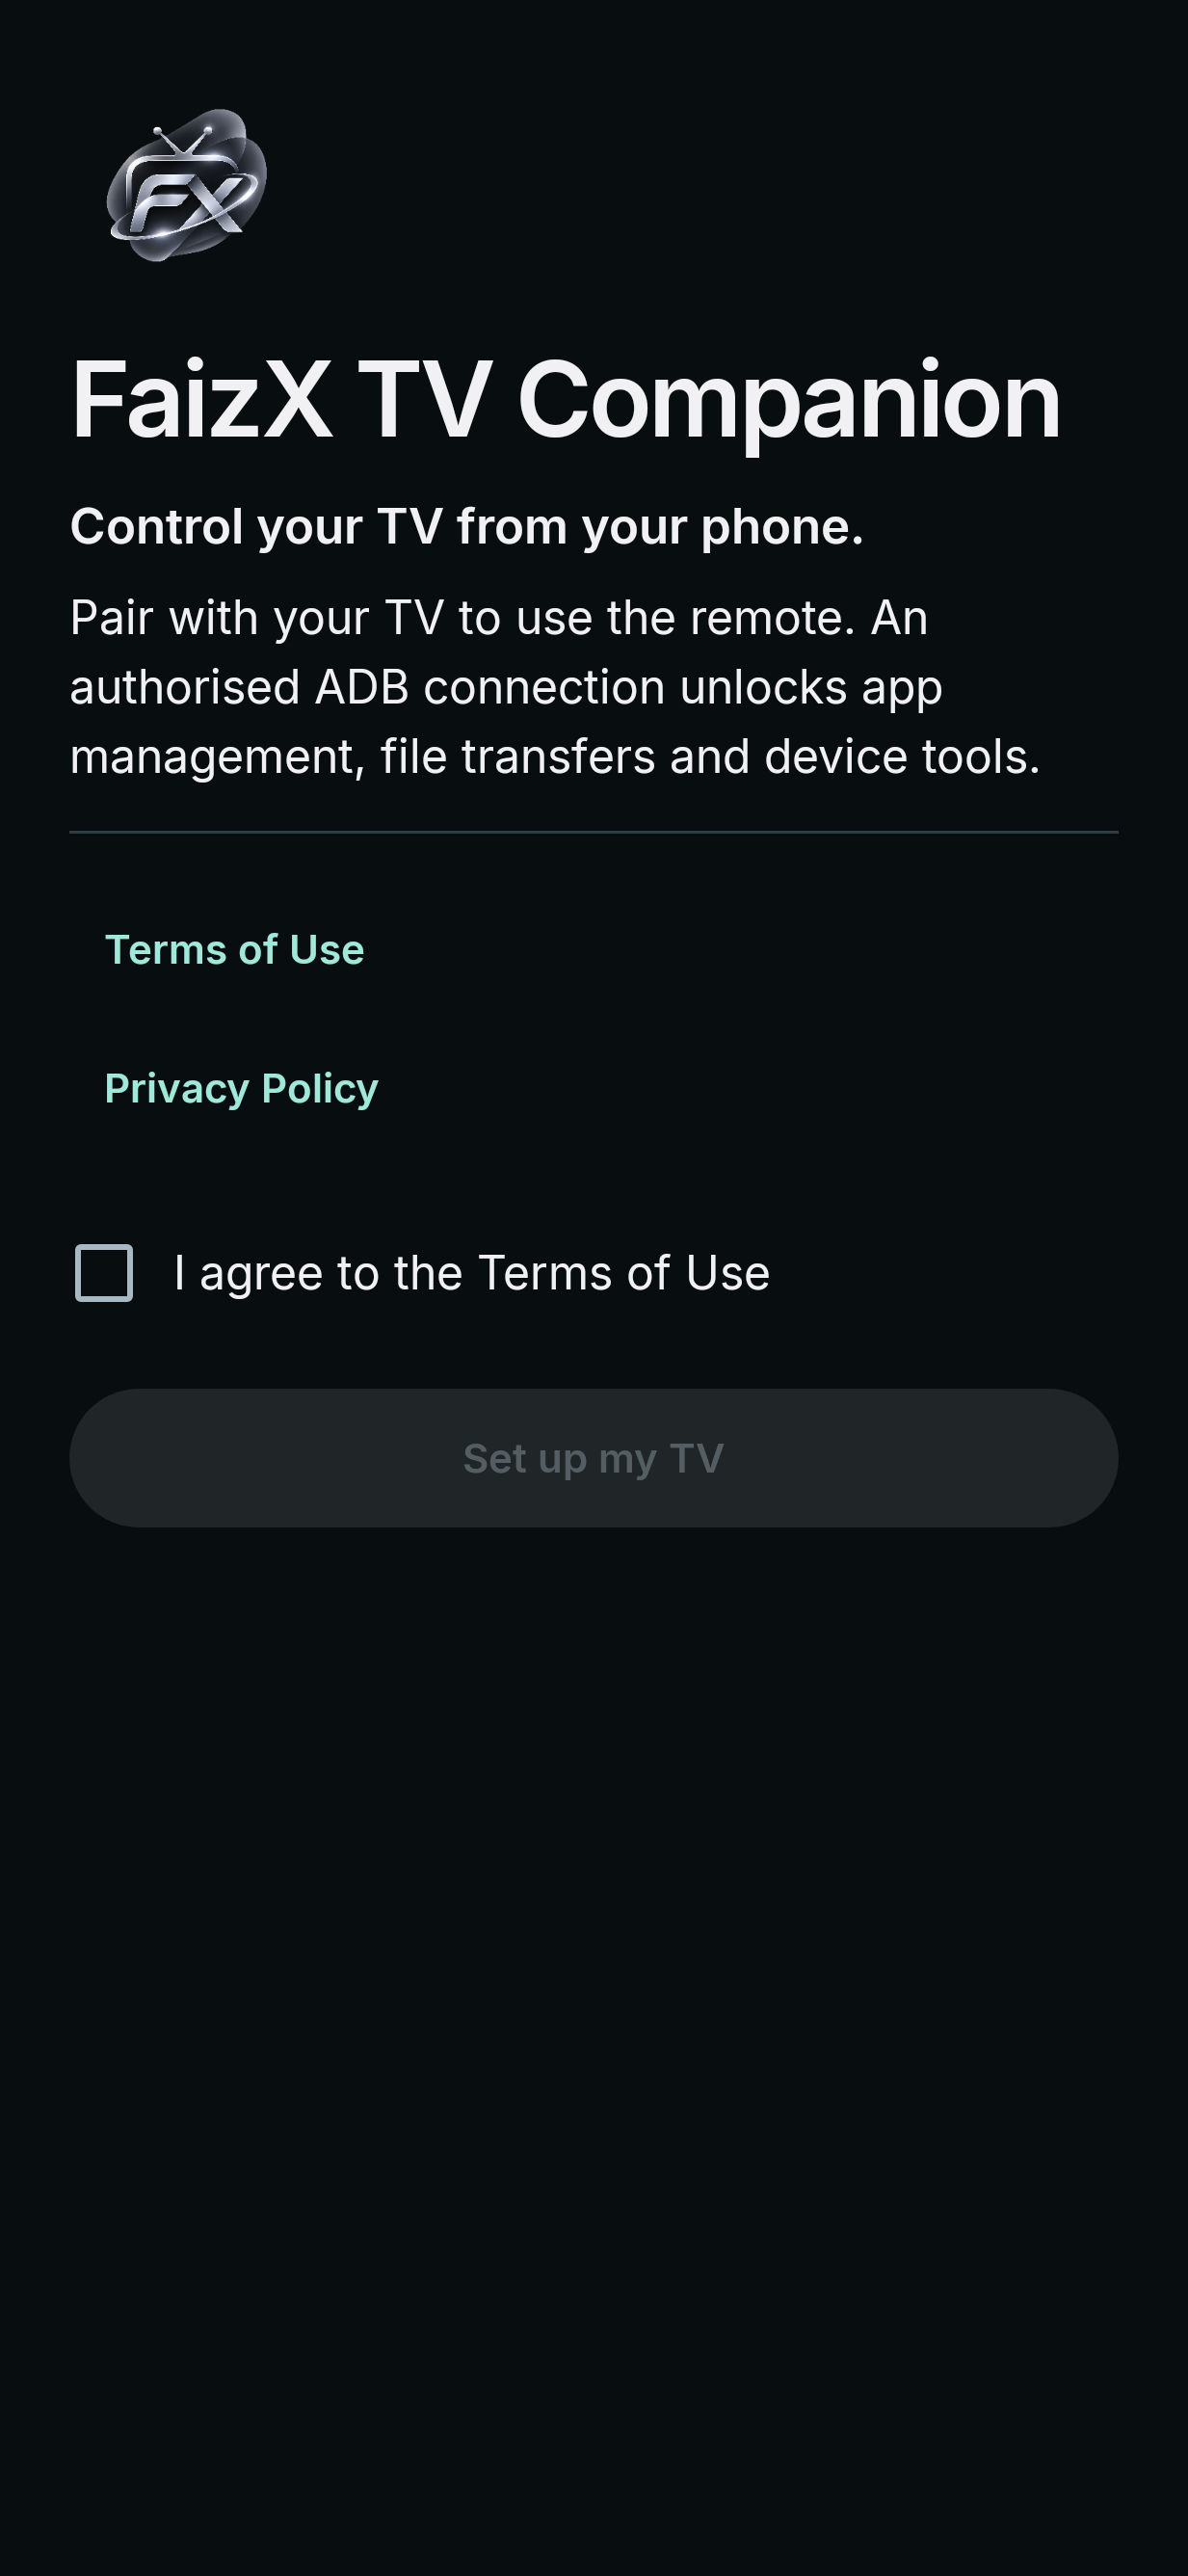 FX
FaizX TV Companion
Control your TV from your phone.
Pair with your TV to use the remote. An
authorised ADB connection unlocks app
management, file transfers and device tools.
Terms of Use
Privacy Policy
I agree to the Terms of Use
Set up my TV